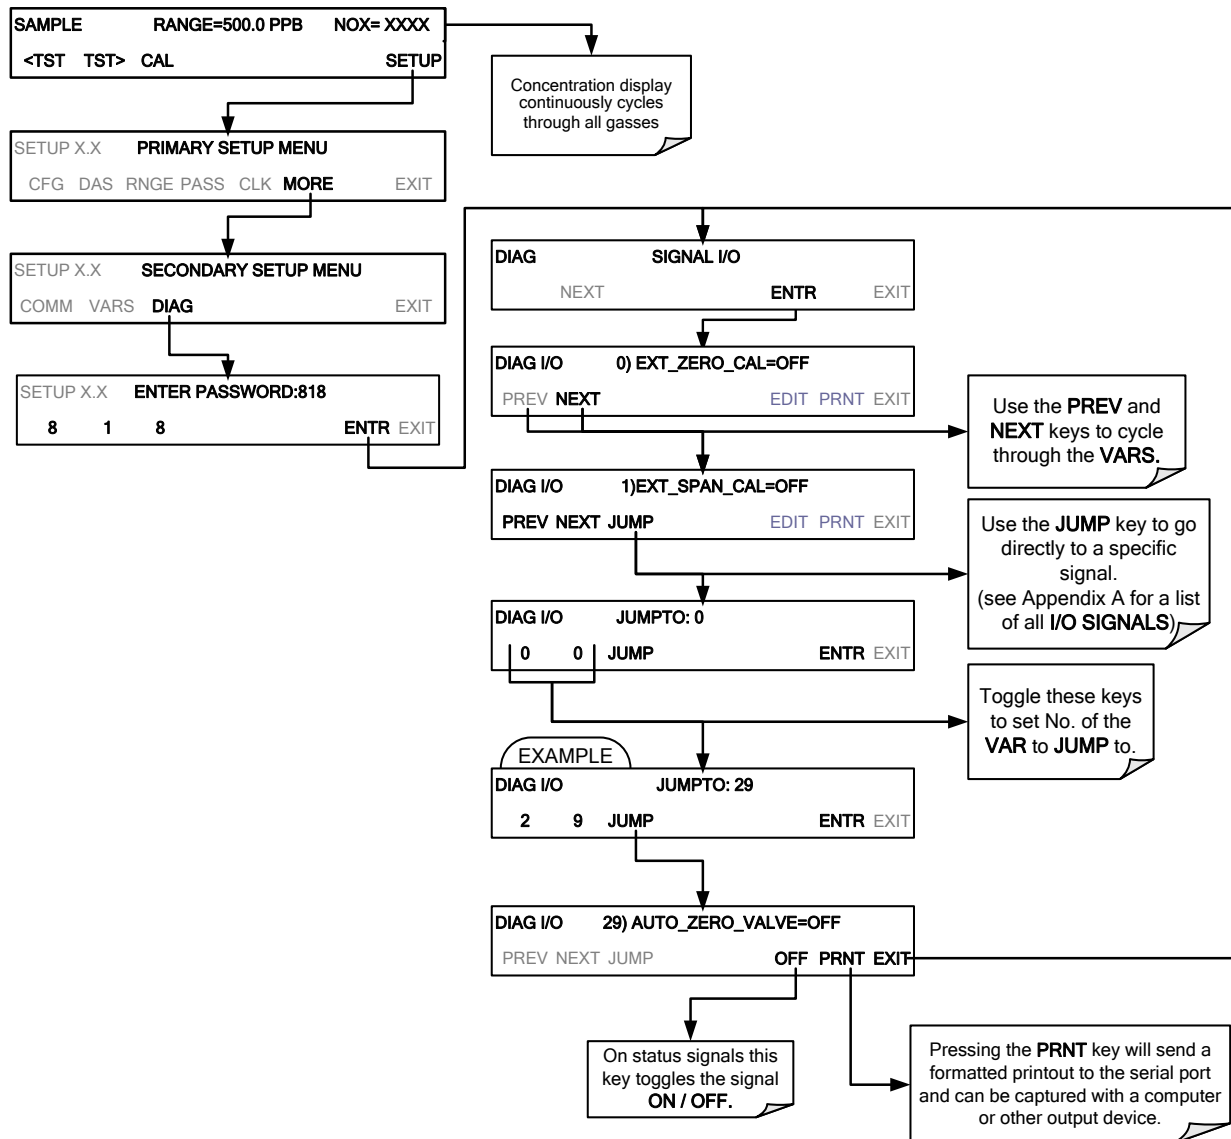 SAMPLE RANGE=500.0 PPB NOX= XXXX
<TST TST> CAL SETUP
Concentration display
continuously cycles
through all gasses
SETUP X.X PRIMARY SETUP MENU
CFG DAS RNGE PASS CLK MORE EXIT
SETUP X.X SECONDARY SETUP MENU
COMM VARS DIAG EXIT
SETUP X.X ENTER PASSWORD:818
8 1 8 ENTR EXIT
DIAG SIGNAL I/O
NEXT ENTR EXIT
DIAG I/O 0) EXT_ZERO_CAL=OFF
PREV NEXT EDIT PRNT EXIT
Use the PREV and
NEXT keys to cycle
through the VARS.
DIAG I/O 1)EXT_SPAN_CAL=OFF
PREV NEXT JUMP EDIT PRNT EXIT
Use the JUMP key to go
directly to a specific
signal.
(see Appendix A for a list
of all I/O SIGNALS)
DIAG I/O JUMPTO: 0
0 0 JUMP ENTR EXIT
Toggle these keys
to set No. of the
VAR to JUMP to.
EXAMPLE
DIAG I/O JUMPTO: 29
2 9 JUMP ENTR EXIT
DIAG I/O 29) AUTO_ZERO_VALVE=OFF
PREV NEXT JUMP OFF PRNT EXIT
On status signals this
key toggles the signal
ON / OFF.
Pressing the PRNT key will send a
formatted printout to the serial port
and can be captured with a computer
or other output device.